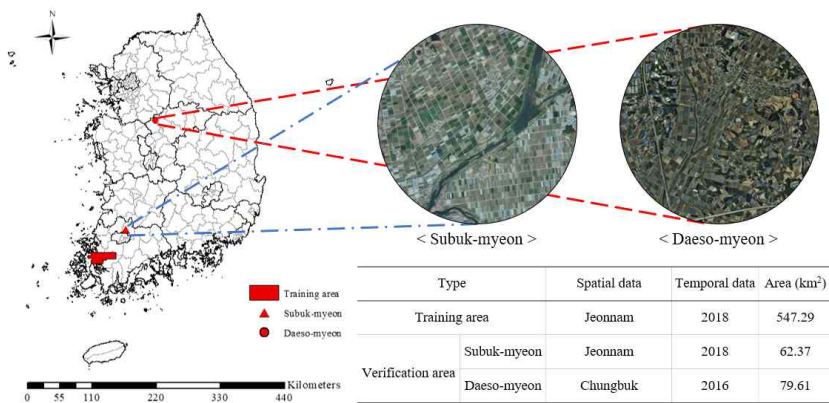 N
Training area
Subuk-myeon
Daeso-myeon
Kilometers
0 55 110 220 330 440
< Subuk-myeon >
< Daeso-myeon >
Type Spatial data Temporal data Area (km²)
Training area Jeonnam 2018 547.29
Verification area Subuk-myeon Jeonnam 2018 62.37
Daeso-myeon Chungbuk 2016 79.61